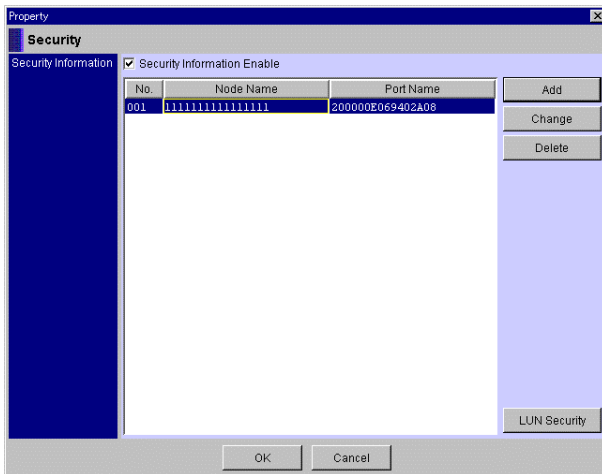 Property
Security
Security Information
Security Information Enable
No. Node Name Port Name
001 1111111111111111 200000E069402A08
Add
Change
Delete
LUN Security
OK Cancel